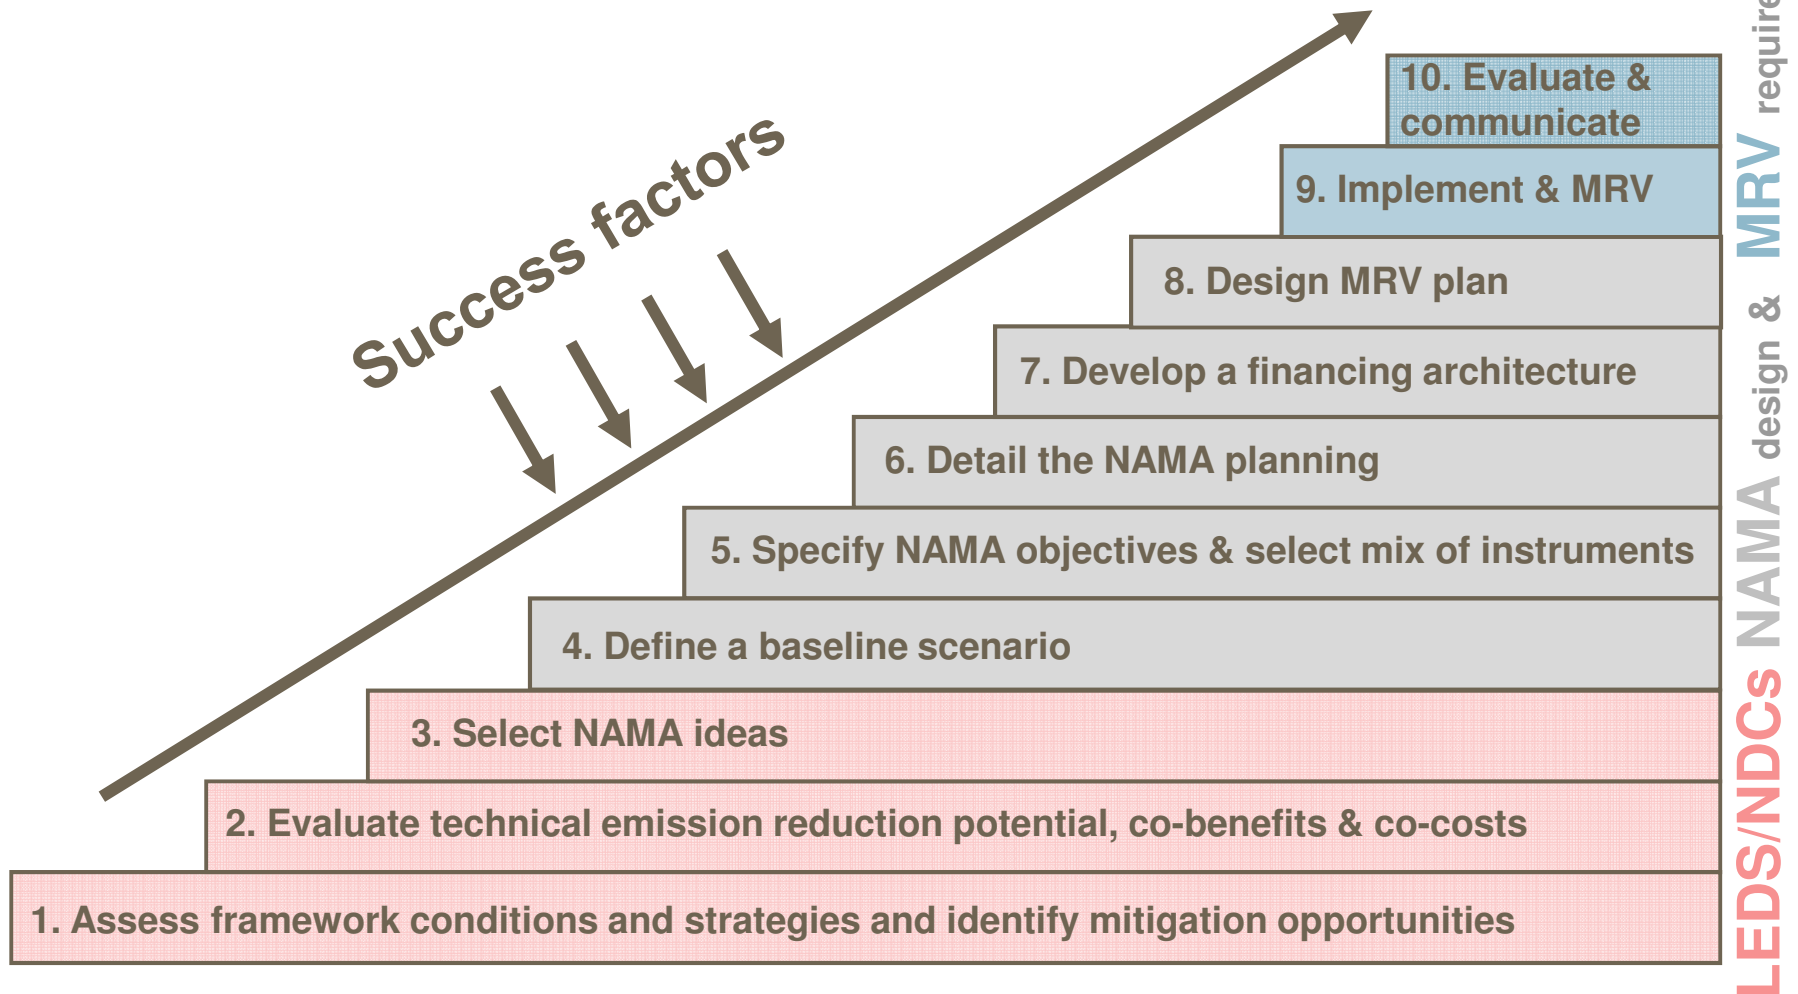 Success factors
10. Evaluate &
communicate
9. Implement & MRV
8. Design MRV plan
7. Develop a financing architecture
6. Detail the NAMA planning
5. Specify NAMA objectives & select mix of instruments
4. Define a baseline scenario
3. Select NAMA ideas
2. Evaluate technical emission reduction potential, co-benefits & co-costs
1. Assess framework conditions and strategies and identify mitigation opportunities
LEDS/NDCs NAMA design & MRV require